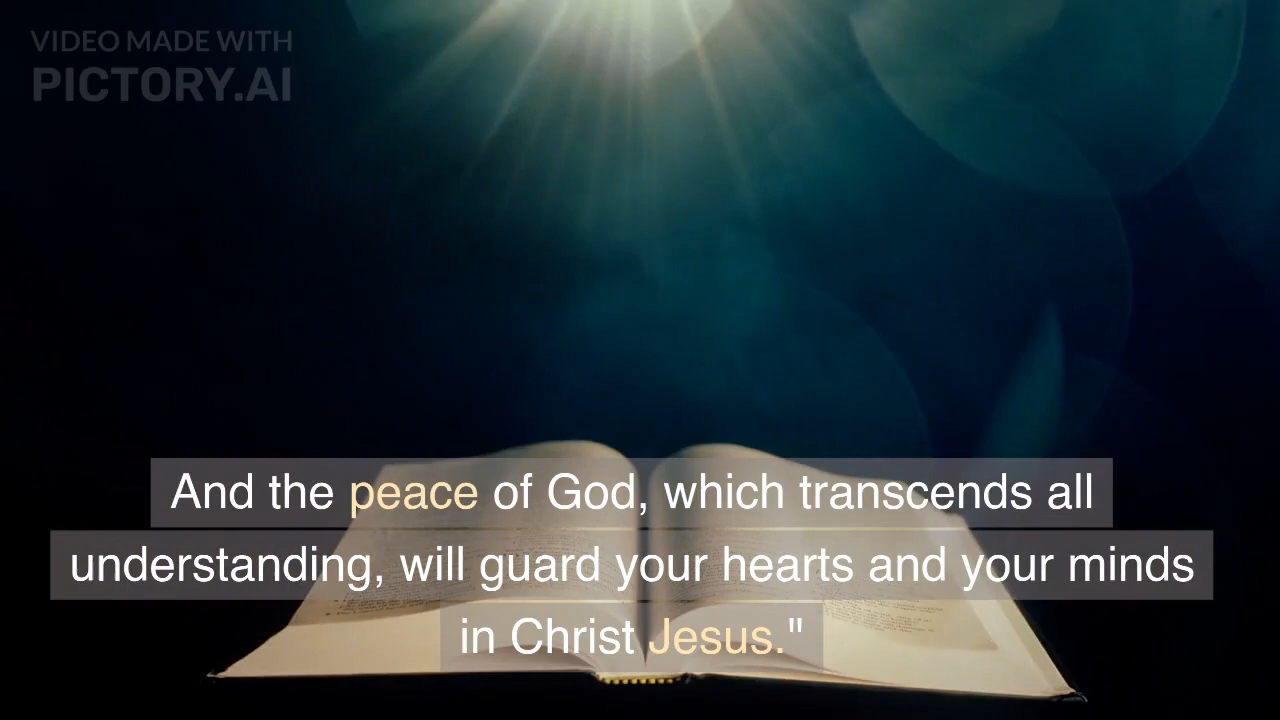 VIDEO MADE WITH
PICTORY.AI
And the peace of God, which transcends all
understanding, will guard your hearts and your minds
in Christ Jesus."